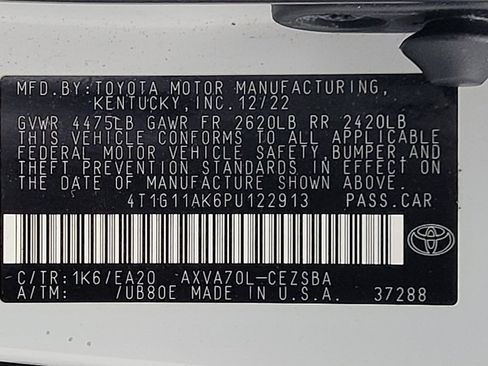 MFD.BY:TOYOTA MOTOR MANUFACTURING,
KENTUCKY,INC.12/22
GVWR 4475LB GAWR FR 2620LB RR 2420LB
THIS VEHICLE CONFORMS TO ALL APPLICABLE
FEDERAL MOTOR VEHICLE SAFETY,BUMPER,AND
THEFT PREVENTION STANDARDS IN EFFECT ON
THE DATE OF MANUFACTURE SHOWN ABOVE.
4T1G11AK6PU122913 PASS.CAR
C/TR:1K6/EA20 AXVA70L-CEZSBA
A/TM: /UB80E MADE IN U.S.A. 37288